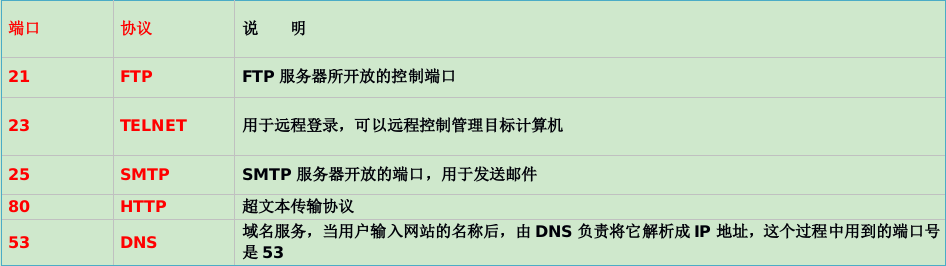 端口 协议 说 明
21 FTP FTP 服务器所开放的控制端口
23 TELNET 用于远程登录，可以远程控制管理目标计算机
25 SMTP SMTP 服务器开放的端口，用于发送邮件
80 HTTP 超文本传输协议
53 DNS 域名服务，当用户输入网站的名称后，由 DNS 负责将它解析成 IP 地址，这个过程中用到的端口号
是 53